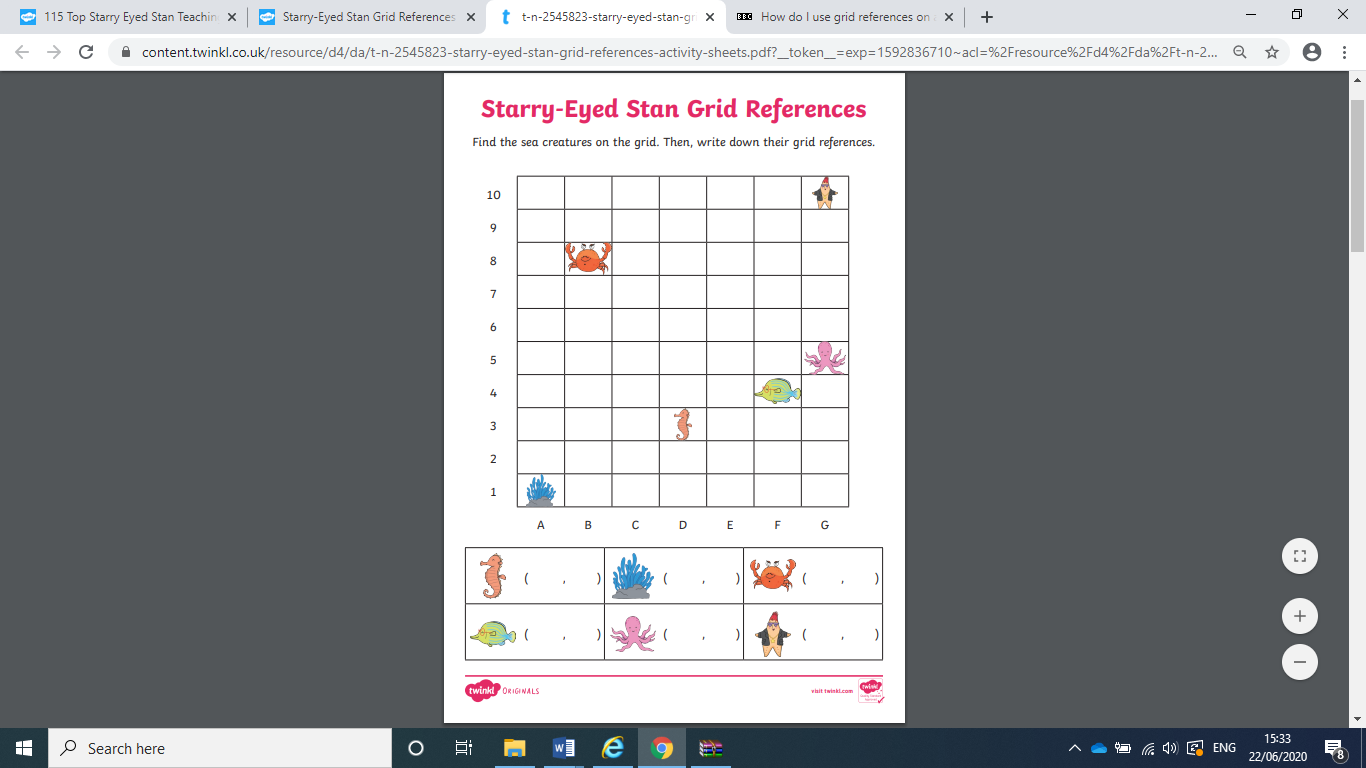 115 Top Starry Eyed Stan Teachin
Starry-Eyed Stan Grid References
t-n-2545823-starry-eyed-stan-gr
BBC How do I use grid references on
content.twinkl.co.uk/resource/d4/da/t-n-2545823-starry-eyed-stan-grid-references-activity-sheets.pdf?__token__=exp=1592836710~acl=%2Fresource%2Fd4%2Fda%2Ft-n-2...
Starry-Eyed Stan Grid References
Find the sea creatures on the grid. Then, write down their grid references.
10
9
8
7
6
5
4
3
2
1
A B C D E F G
( , ) ( , ) ( , )
( , ) ( , ) ( , )
twinkl ORIGINALS
visit twinkl.com
twinkl
Search here
ENG
15:33
22/06/2020
8